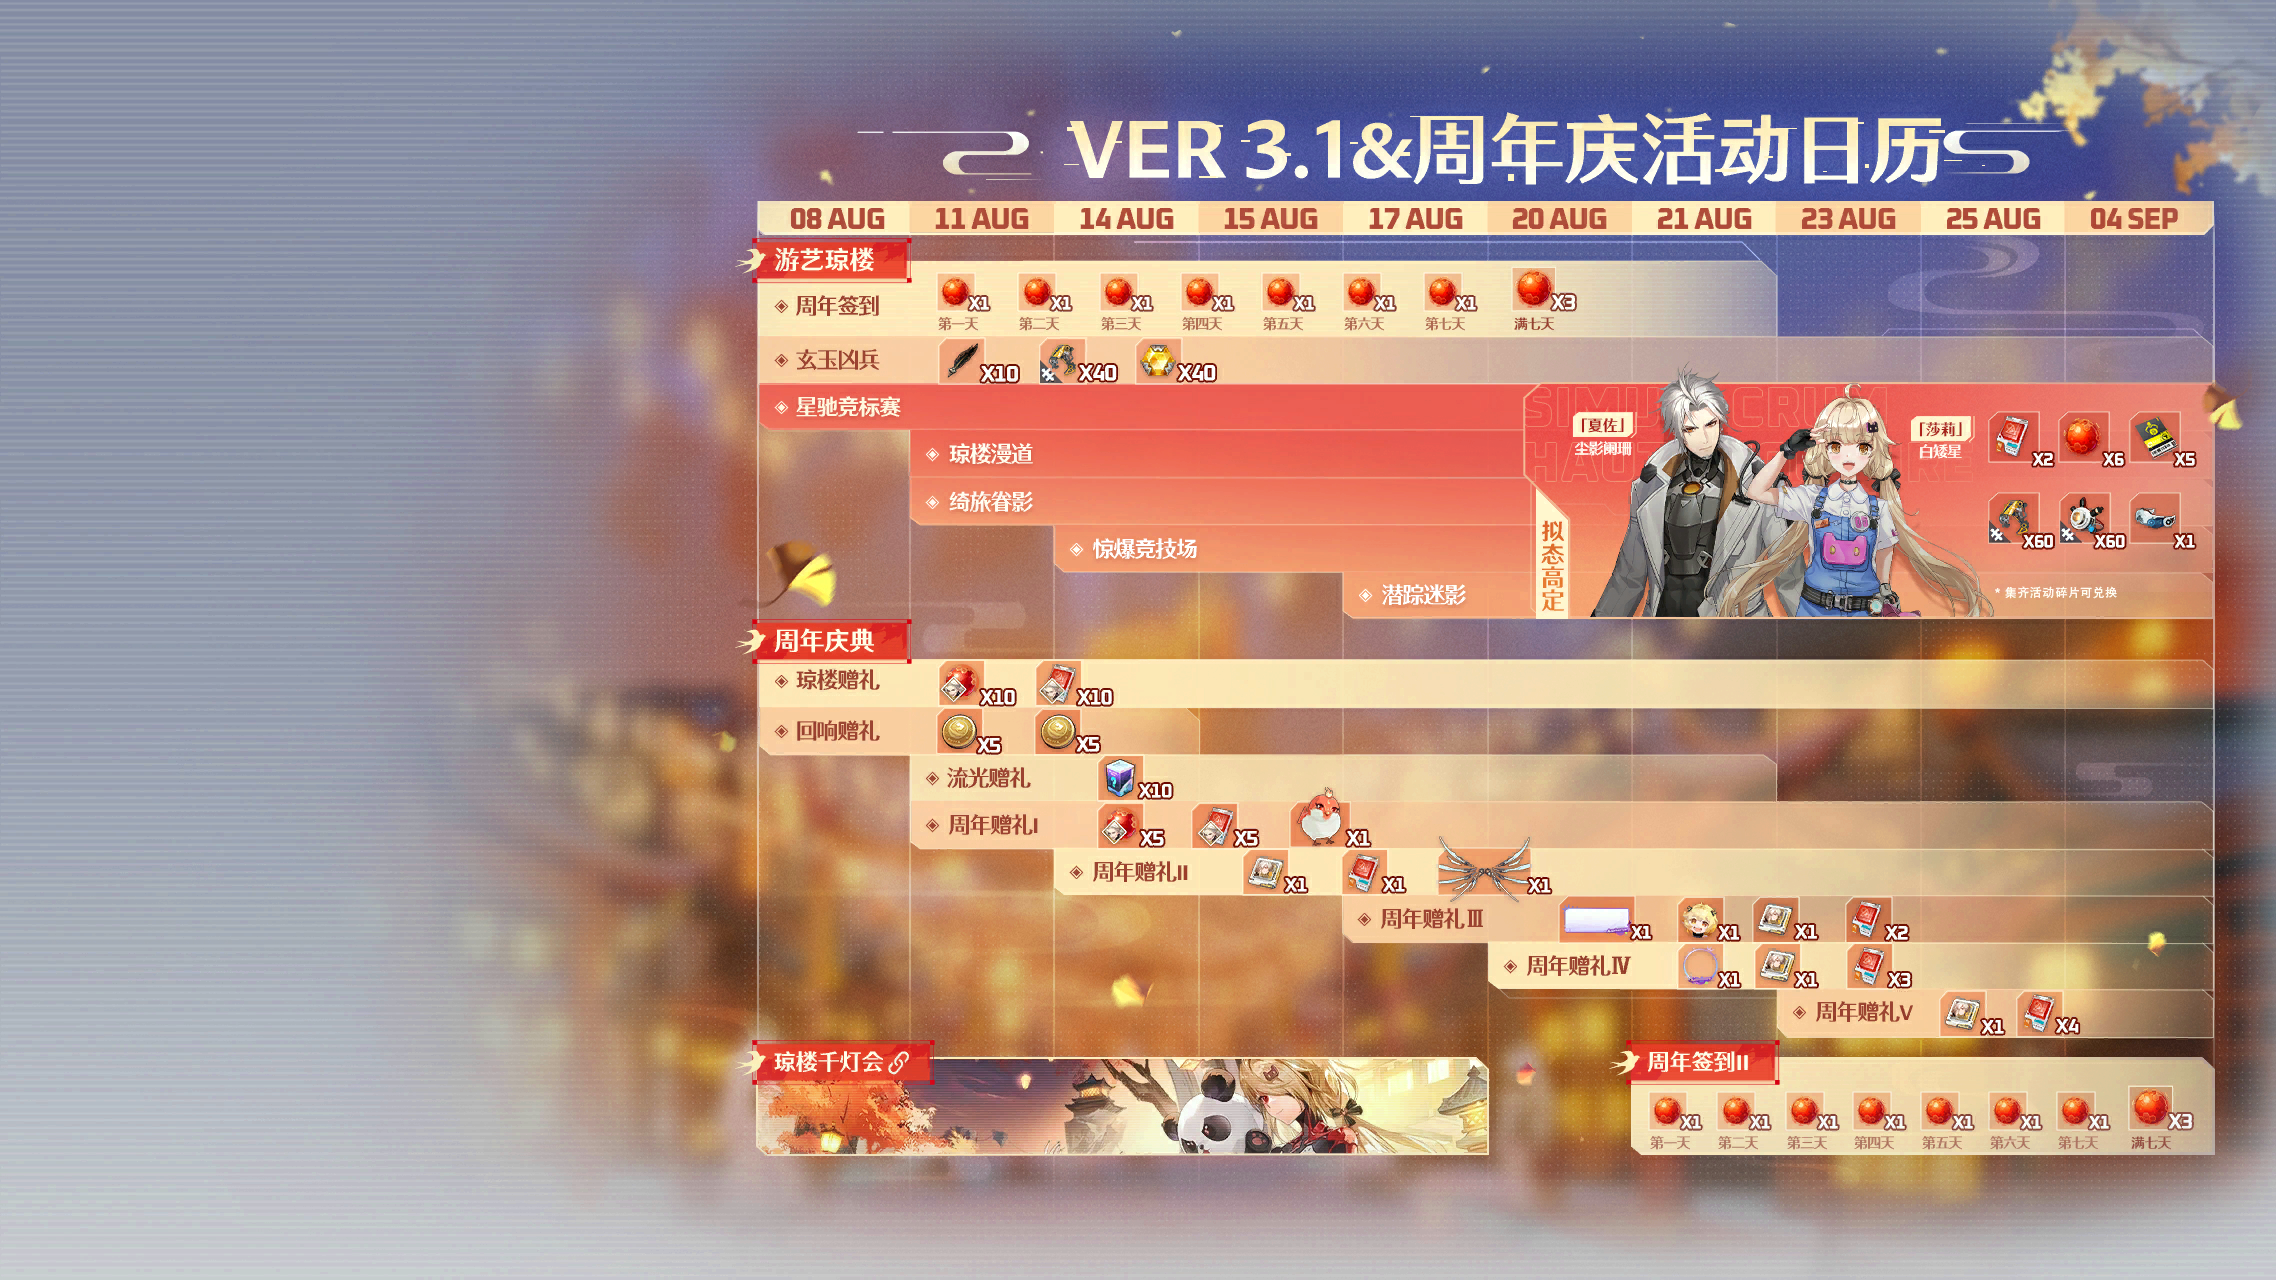 VER 3.1&周年庆活动日历
08 AUG 11 AUG 14 AUG 15 AUG 17 AUG 20 AUG 21 AUG 23 AUG 25 AUG 04 SEP
游艺琼楼
周年签到 X1 X1 X1 X1 X1 X1 X1 X3
第一天 第二天 第三天 第四天 第五天 第六天 第七天 满七天
玄玉凶兵 X10 X40 X40
星驰竞标赛
琼楼漫道
绮旅眷影
惊爆竞技场
潜踪迷影
拟态高定
「夏佐」
尘影阑珊
「莎莉」
白矮星
X2 X6 X5
X60 X60 X1
* 集齐活动碎片可兑换
周年庆典
琼楼赠礼 X10 X10
回响赠礼 X5 X5
流光赠礼 X10
周年赠礼I X5 X5 X1
周年赠礼II X1 X1 X1
周年赠礼III X1 X1 X1 X2
周年赠礼IV X1 X1 X3
周年赠礼V X1 X4
琼楼千灯会
周年签到II
X1 X1 X1 X1 X1 X1 X1 X3
第一天 第二天 第三天 第四天 第五天 第六天 第七天 满七天